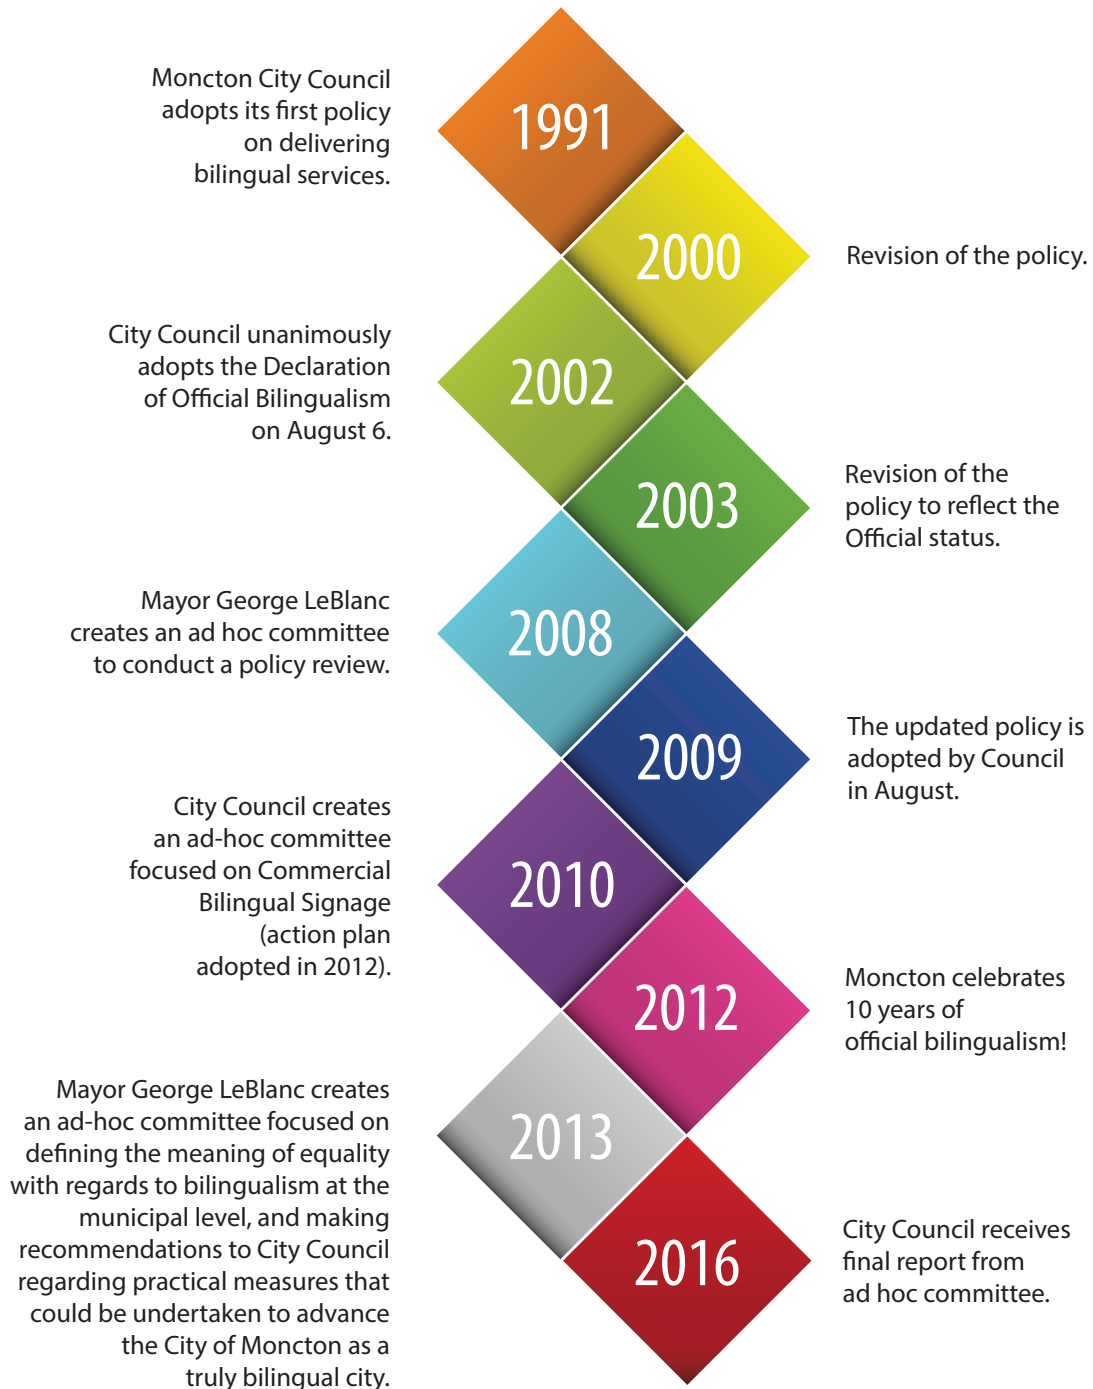 Moncton City Council
adopts its first policy
on delivering
bilingual services.
1991
2000
Revision of the policy.
City Council unanimously
adopts the Declaration
of Official Bilingualism
on August 6.
2002
2003
Revision of the
policy to reflect the
Official status.
Mayor George LeBlanc
creates an ad hoc committee
to conduct a policy review.
2008
2009
The updated policy is
adopted by Council
in August.
City Council creates
an ad-hoc committee
focused on Commercial
Bilingual Signage
(action plan
adopted in 2012).
2010
2012
Moncton celebrates
10 years of
official bilingualism!
Mayor George LeBlanc creates
an ad-hoc committee focused on
defining the meaning of equality
with regards to bilingualism at the
municipal level, and making
recommendations to City Council
regarding practical measures that
could be undertaken to advance
the City of Moncton as a
truly bilingual city.
2013
2016
City Council receives
final report from
ad hoc committee.